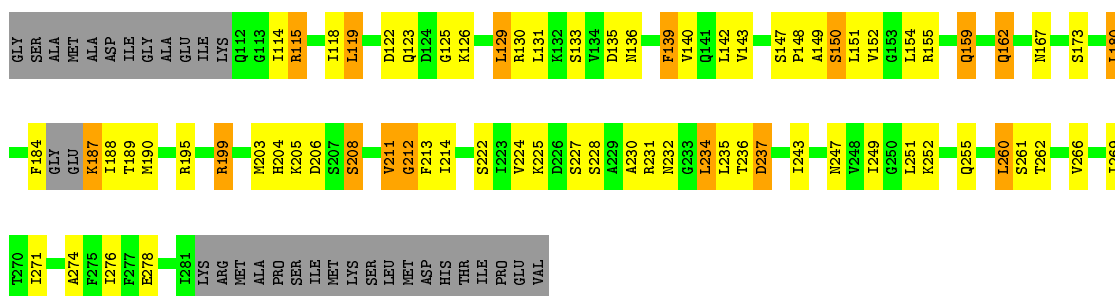 GLY SER ALA MET ALA ASP ILE GLY ALA GLU ILE LYS Q112 G113 I114 R115 I118 L119 D122 Q123 D124 G125 K126 L129 R130 L131 K132 S133 V134 D135 N136 F139 V140 Q141 L142 V143 S147 P148 A149 S150 L151 V152 G153 L154 R155 Q159 Q162 N167 S173
F184 GLY GLU K187 I188 T189 M190 R195 R199 M203 H204 K205 D206 S207 S208 V211 G212 F213 I214 S222 I223 V224 K225 D226 S227 S228 A229 A230 R231 N232 G233 L234 L235 T236 D237 I243 N247 V248 I249 G250 L251 K252 Q255 L260 S261 T262 V266
T270 I271 A274 F275 I276 F277 E278 I281 LYS ARG MET ALA PRO SER ILE MET LYS SER LEU MET ASP HIS THR ILE PRO GLU VAL